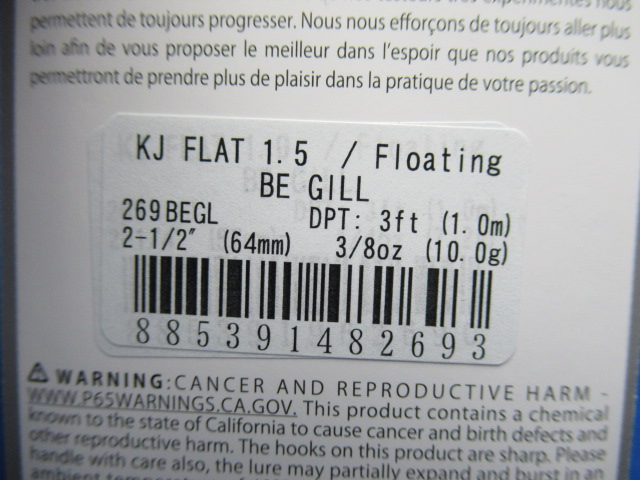 permettent de toujours progresser. Nous nous efforçons de toujours aller plus
loin afin de vous proposer le meilleur dans l'espoir que nos produits vous
permettront de prendre plus de plaisir dans la pratique de votre passion.
KJ FLAT 1.5 / Floating
BE GILL
269BEGL DPT: 3ft (1.0m)
2-1/2″ (64mm) 3/8oz (10.0g)
885391482693
⚠ WARNING: CANCER AND REPRODUCTIVE HARM -
WWW.P65WARNINGS.CA.GOV. This product contains a chemical
known to the state of California to cause cancer and birth defects and
other reproductive harm. The hooks on this product are sharp. Please
handle with care also, the lure may partially expand and burst in an
ambient